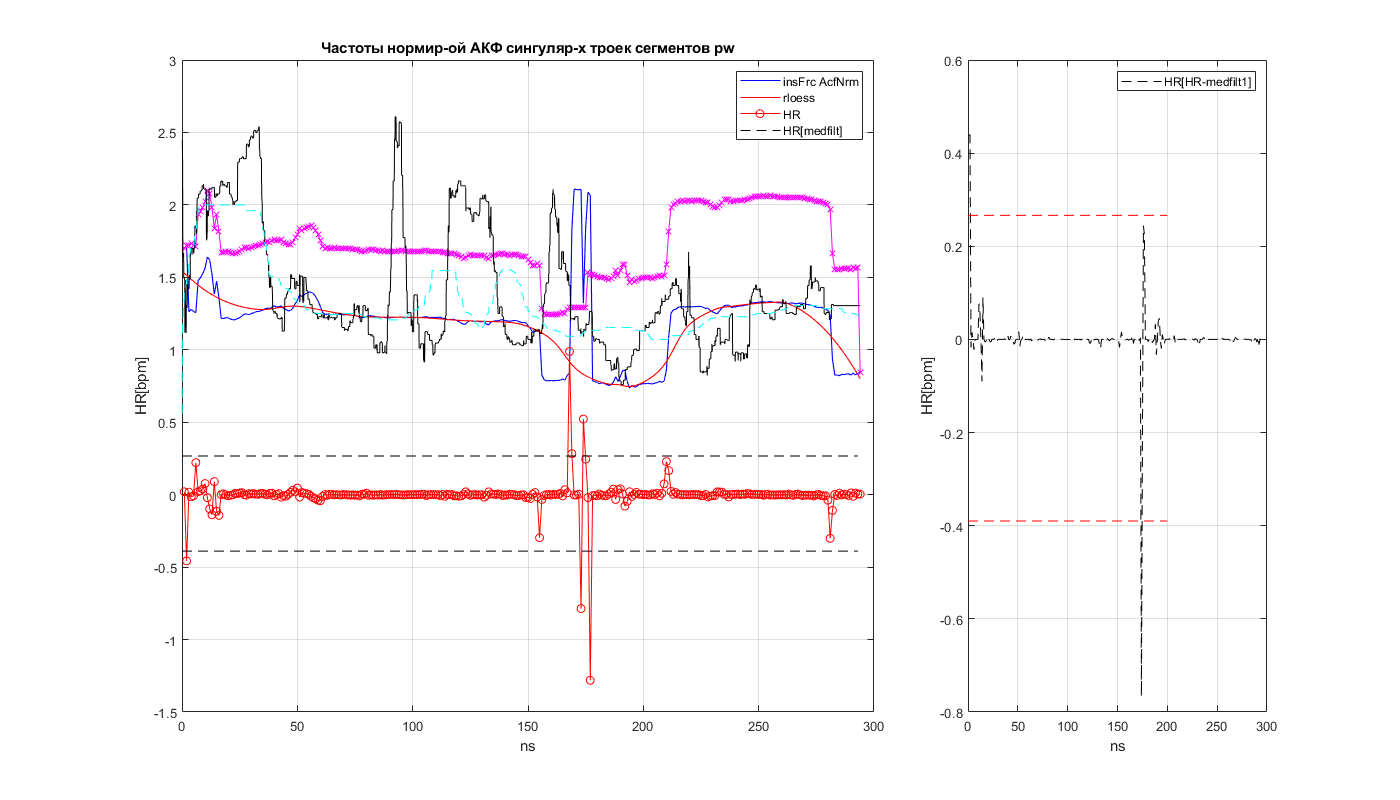 Частоты нормир-ой АКФ сингуляр-х троек сегментов pw
3
2.5
2
1.5
1
0.5
0
-0.5
-1
-1.5
HR[bpm]
insFrc AcfNrm
rloess
HR
HR[medfilt]
0 50 100 150 200 250 300
ns
0.6
0.4
0.2
0
-0.2
-0.4
-0.6
-0.8
HR[bpm]
HR[HR-medfilt1]
0 50 100 150 200 250 300
ns